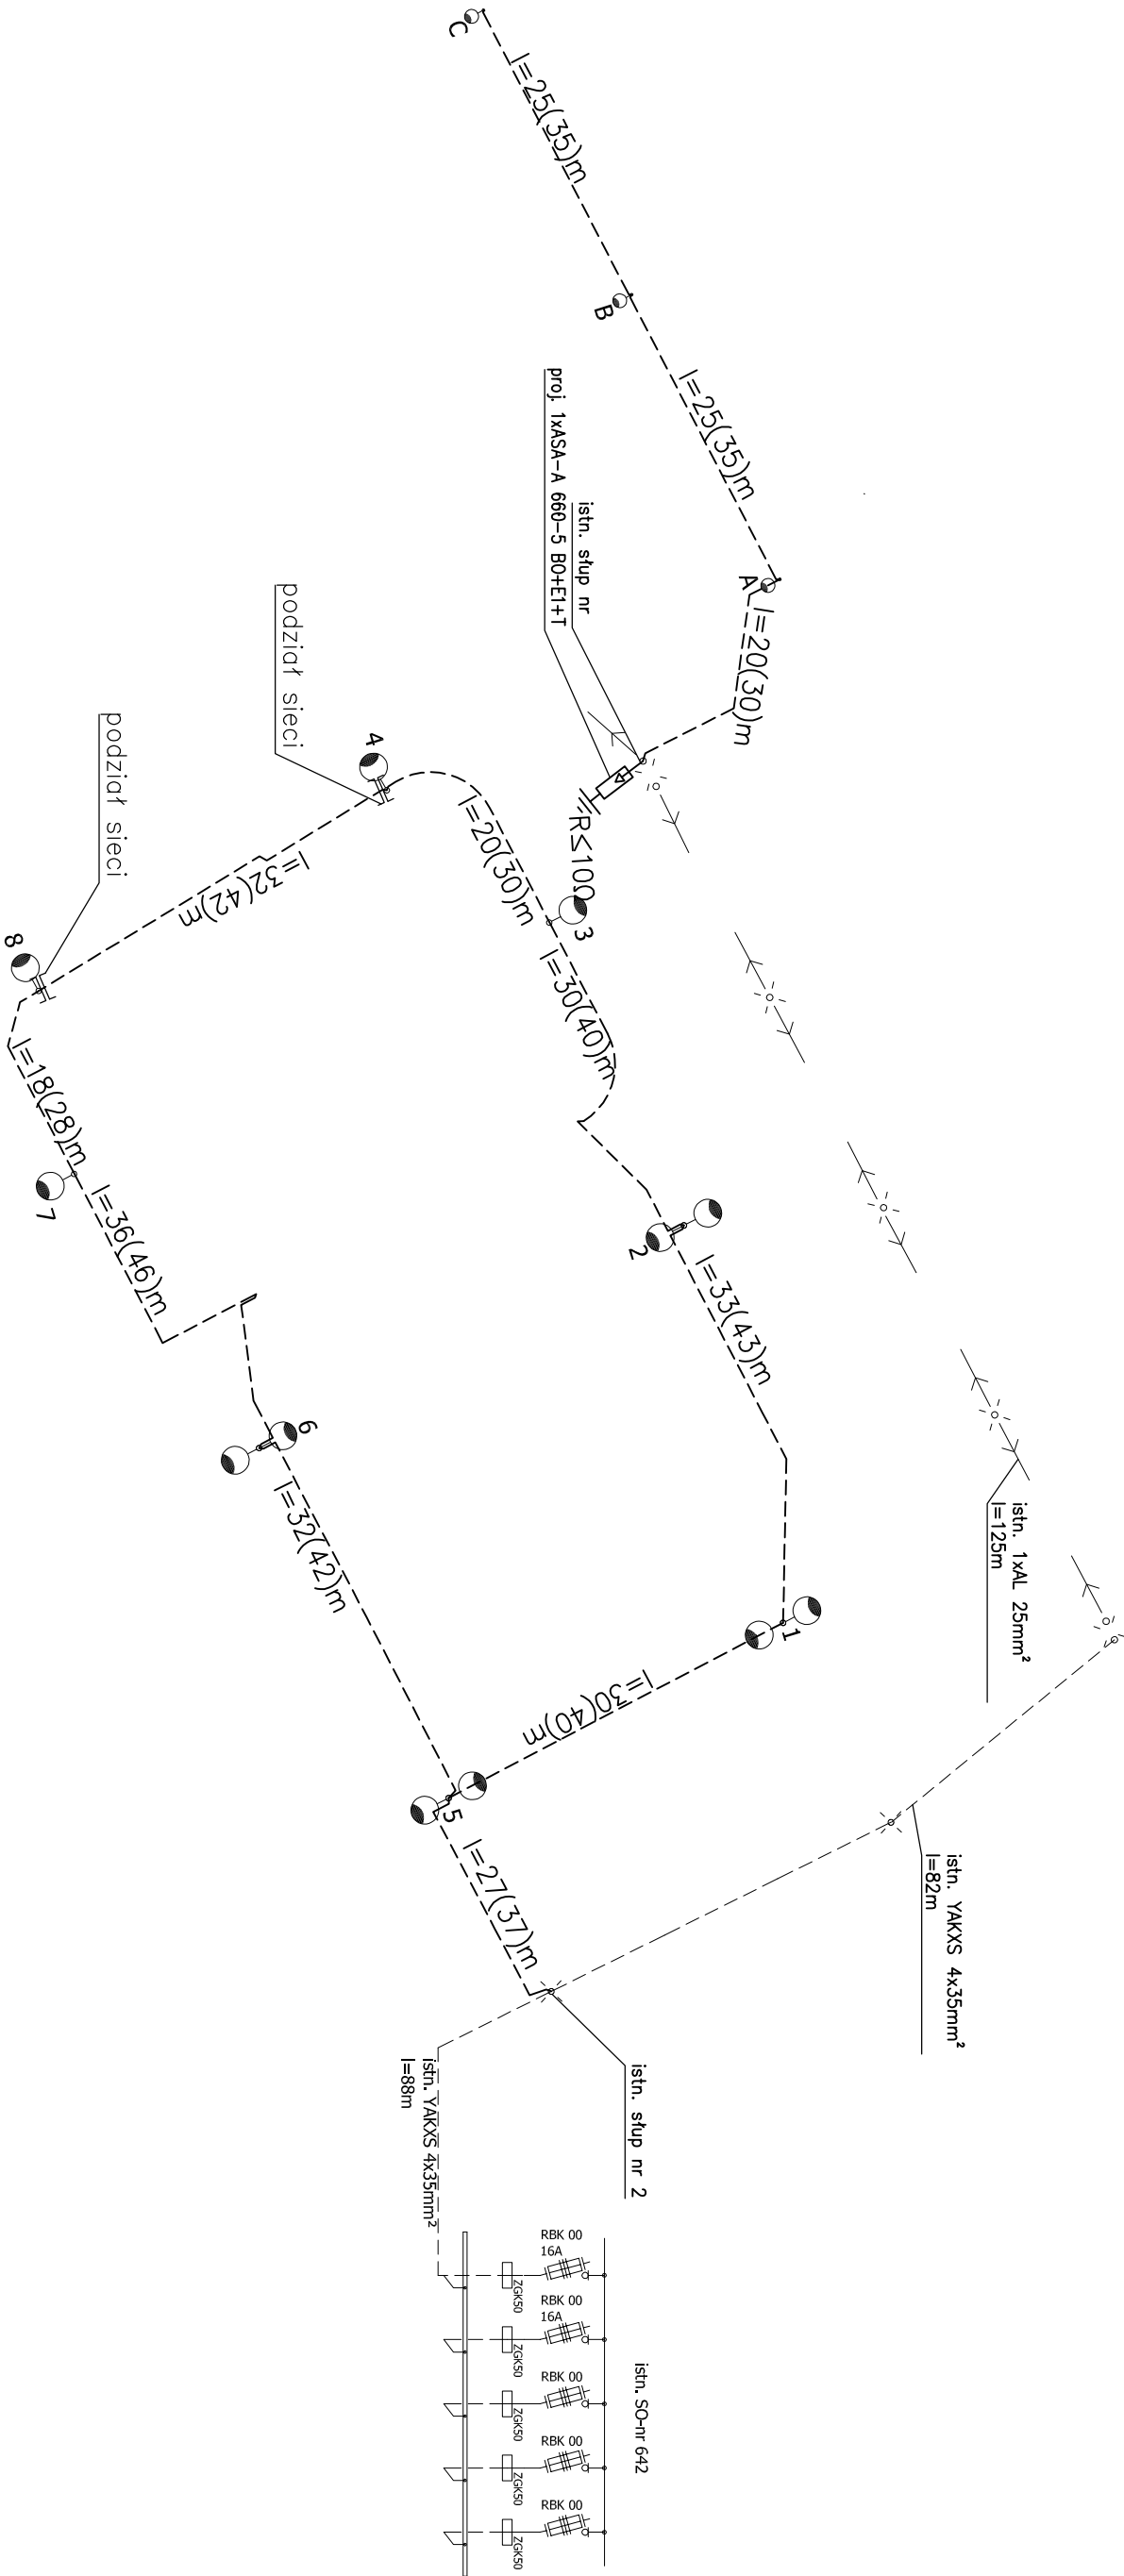 C
l=25(35)m
B
l=25(35)m
A
l=20(30)m
istn. słup nr
proj. 1xASA-A 660-5 BO+E1+T
R≤10Ω
podział sieci
podział sieci
4
l=20(30)m
3
l=30(40)m
l=32(42)m
8
l=18(28)m
7
l=36(46)m
2
l=33(43)m
6
l=32(42)m
1
l=30(40)m
5
l=27(37)m
istn. 1xAL 25mm²
l=125m
istn. YAKXS 4x35mm²
l=82m
istn. słup nr 2
istn. YAKXS 4x35mm²
l=88m
istn. SO-nr 642
RBK 00
16A
ZGK50
RBK 00
16A
ZGK50
RBK 00
ZGK50
RBK 00
ZGK50
RBK 00
ZGK50